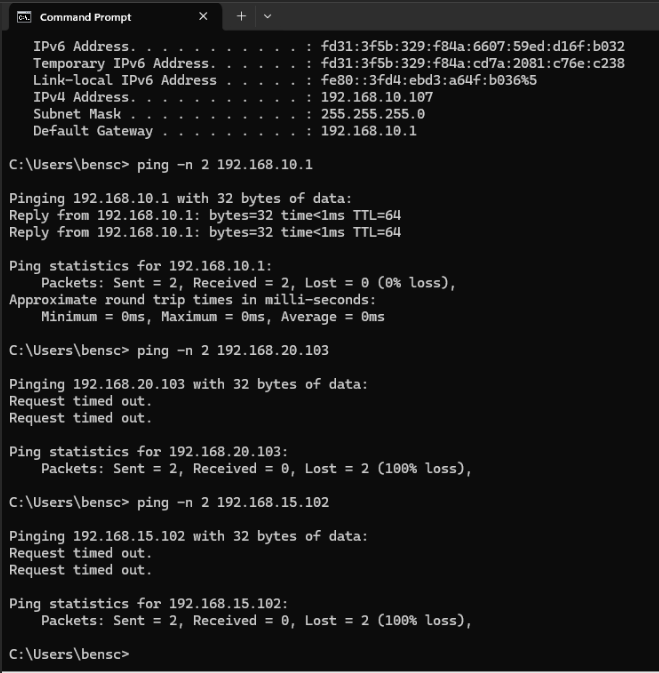 Command Prompt
IPv6 Address. . . . . . . . . . . : fd31:3f5b:329:f84a:6607:59ed:d16f:b032
Temporary IPv6 Address. . . . . . : fd31:3f5b:329:f84a:cd7a:2081:c76e:c238
Link-local IPv6 Address . . . . . : fe80::3fd4:ebd3:a64f:b036%5
IPv4 Address. . . . . . . . . . . : 192.168.10.107
Subnet Mask . . . . . . . . . . . : 255.255.255.0
Default Gateway . . . . . . . . . : 192.168.10.1
C:\Users\bensc> ping -n 2 192.168.10.1
Pinging 192.168.10.1 with 32 bytes of data:
Reply from 192.168.10.1: bytes=32 time<1ms TTL=64
Reply from 192.168.10.1: bytes=32 time<1ms TTL=64
Ping statistics for 192.168.10.1:
Packets: Sent = 2, Received = 2, Lost = 0 (0% loss),
Approximate round trip times in milli-seconds:
Minimum = 0ms, Maximum = 0ms, Average = 0ms
C:\Users\bensc> ping -n 2 192.168.20.103
Pinging 192.168.20.103 with 32 bytes of data:
Request timed out.
Request timed out.
Ping statistics for 192.168.20.103:
Packets: Sent = 2, Received = 0, Lost = 2 (100% loss),
C:\Users\bensc> ping -n 2 192.168.15.102
Pinging 192.168.15.102 with 32 bytes of data:
Request timed out.
Request timed out.
Ping statistics for 192.168.15.102:
Packets: Sent = 2, Received = 0, Lost = 2 (100% loss),
C:\Users\bensc>